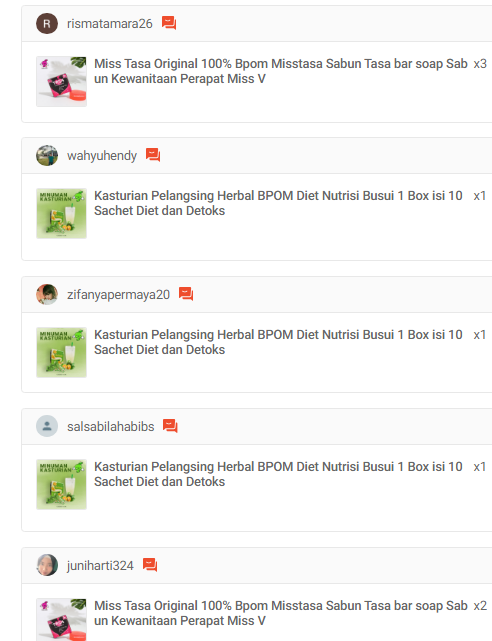 R
rismatamara26
Miss Tasa Original 100% Bpom Misstasa Sabun Tasa bar soap Sab
x3
un Kewanitaan Perapat Miss V
wahyuhendy
MINUMAN
KASTURIAN
Kasturian Pelangsing Herbal BPOM Diet Nutrisi Busui 1 Box isi 10
x1
Sachet Diet dan Detoks
zifanyapermaya20
MINUMAN
KASTURIAN
Kasturian Pelangsing Herbal BPOM Diet Nutrisi Busui 1 Box isi 10
x1
Sachet Diet dan Detoks
salsabilahabibs
MINUMAN
KASTURIAN
Kasturian Pelangsing Herbal BPOM Diet Nutrisi Busui 1 Box isi 10
x1
Sachet Diet dan Detoks
juniharti324
Miss Tasa Original 100% Bpom Misstasa Sabun Tasa bar soap Sab
x2
un Kewanitaan Perapat Miss V